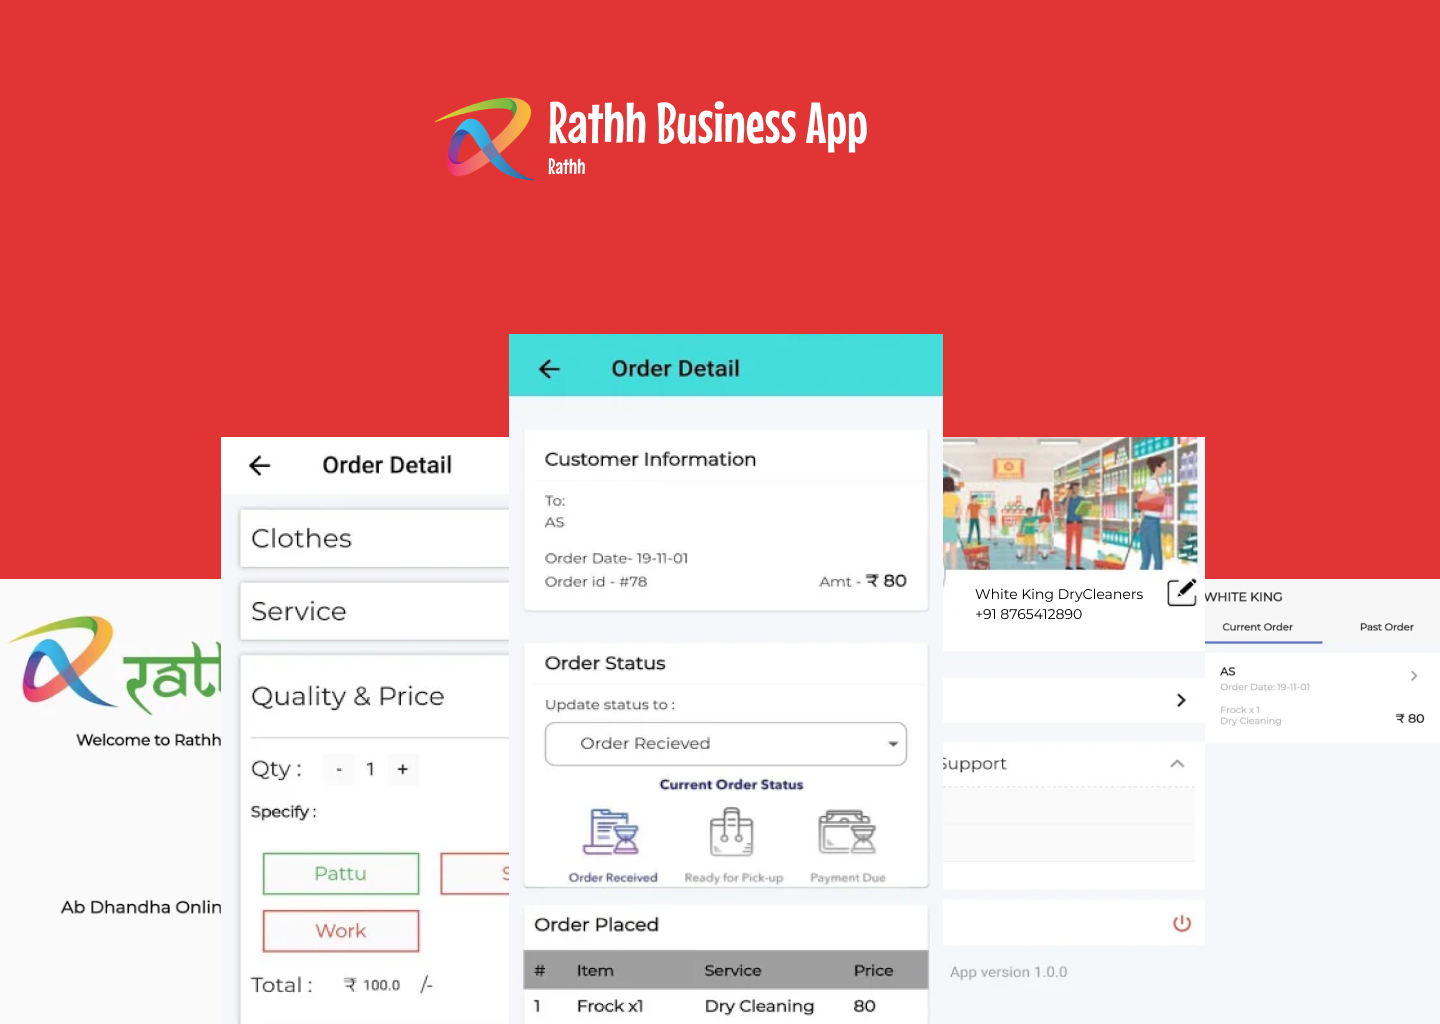 Rathh Business App
Rathh
Welcome to Rathh
Ab Dhandha Onlin
Order Detail
Clothes
Service
Quality & Price
Qty : - 1 +
Specify :
Pattu
Work
Total : ₹ 100.0 /-
Order Detail
Customer Information
To:
AS
Order Date- 19-11-01
Order id - #78 Amt - ₹ 80
Order Status
Update status to :
Order Recieved
Current Order Status
Order Received Ready for Pick-up Payment Due
Order Placed
# Item Service Price
1 Frock x1 Dry Cleaning 80
White King DryCleaners
+91 8765412890
Support
App version 1.0.0
WHITE KING
Current Order Past Order
AS
Order Date: 19-11-01
Frock x 1
Dry Cleaning ₹ 80